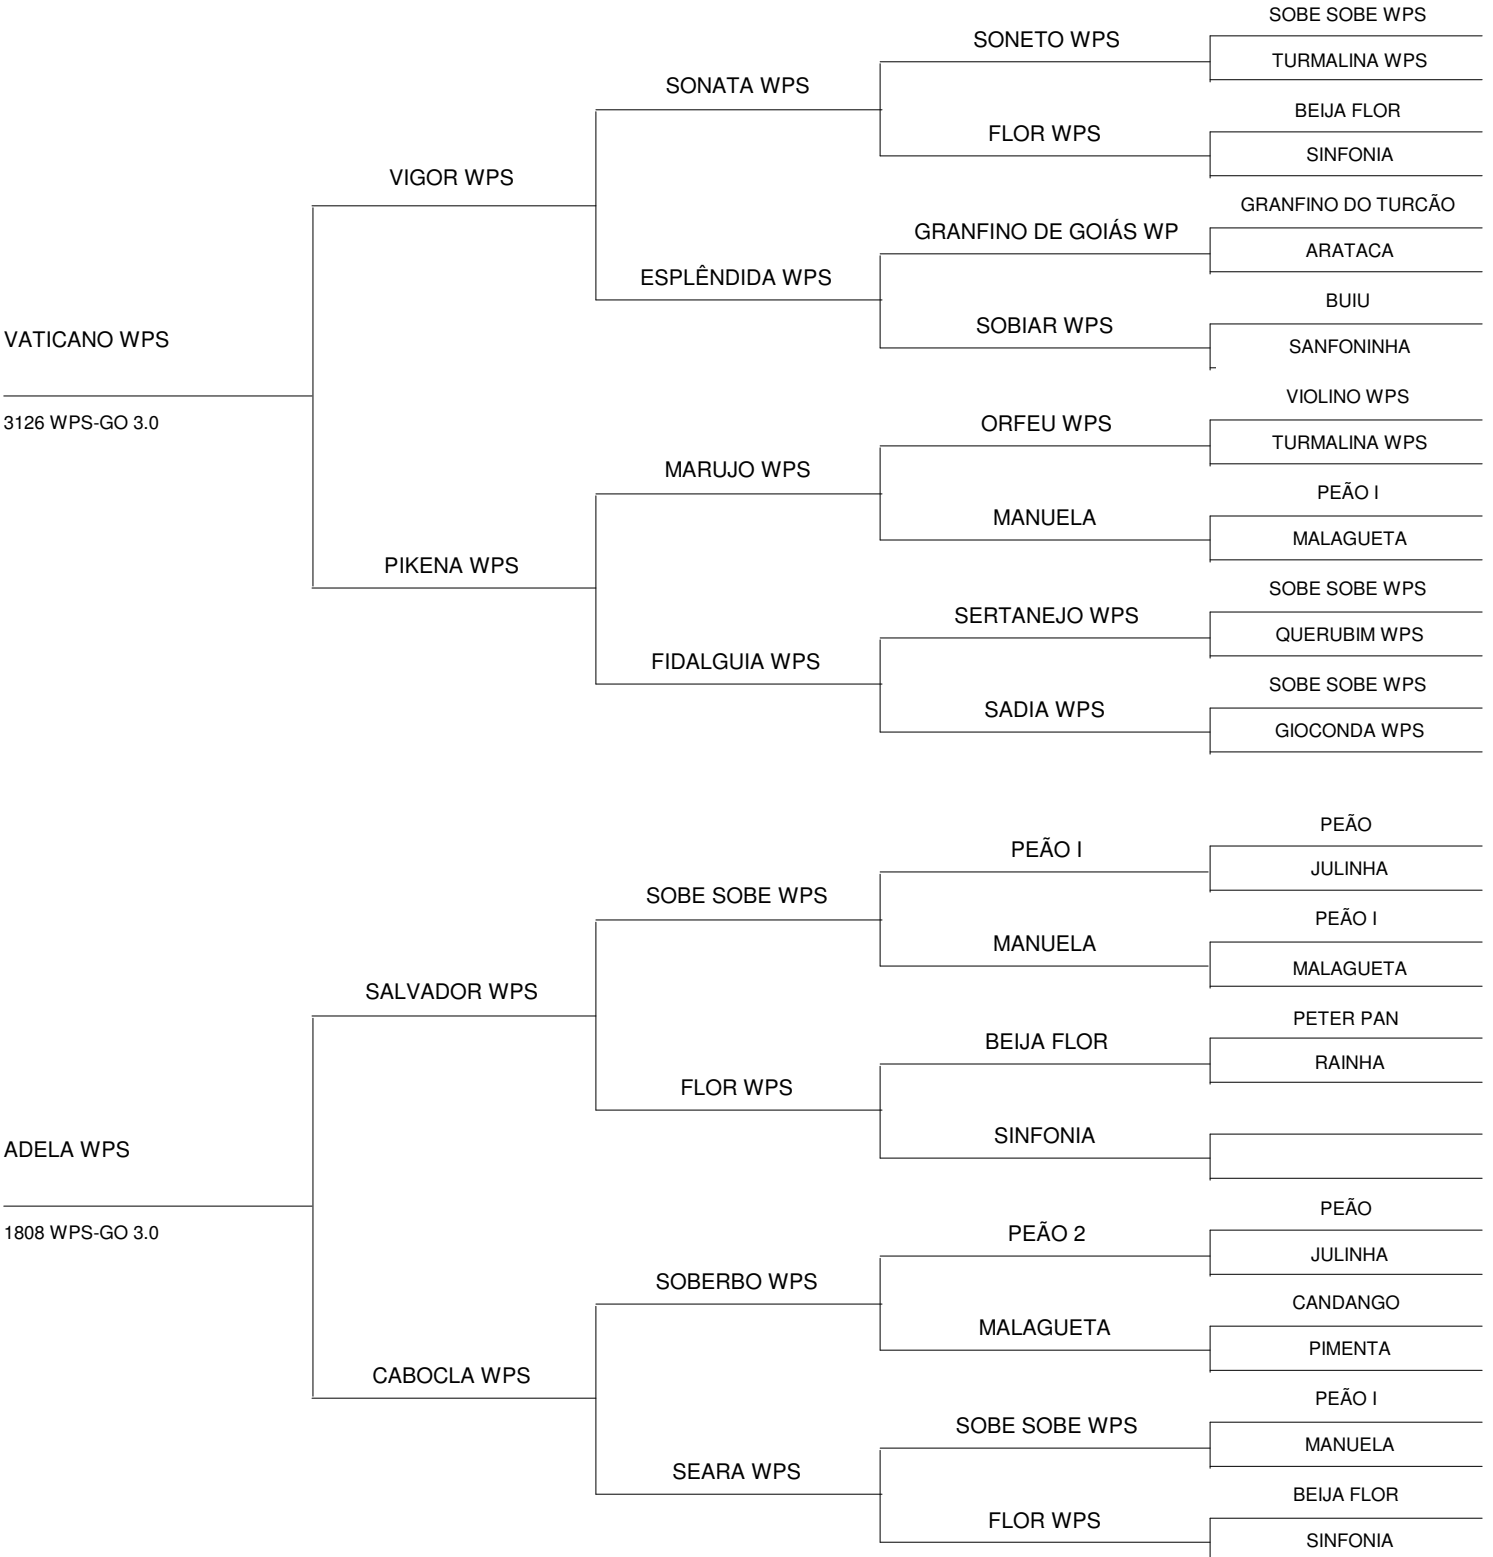 SOBE SOBE WPS
SONETO WPS
TURMALINA WPS
SONATA WPS
BEIJA FLOR
FLOR WPS
SINFONIA
VIGOR WPS
GRANFINO DO TURCÃO
GRANFINO DE GOIÁS WP
ARATACA
ESPLÊNDIDA WPS
BUIU
SOBIAR WPS
VATICANO WPS
SANFONINHA
VIOLINO WPS
3126 WPS-GO 3.0
ORFEU WPS
TURMALINA WPS
MARUJO WPS
PEÃO I
MANUELA
MALAGUETA
PIKENA WPS
SOBE SOBE WPS
SERTANEJO WPS
QUERUBIM WPS
FIDALGUIA WPS
SOBE SOBE WPS
SADIA WPS
GIOCONDA WPS
PEÃO
PEÃO I
JULINHA
SOBE SOBE WPS
PEÃO I
MANUELA
MALAGUETA
SALVADOR WPS
PETER PAN
BEIJA FLOR
RAINHA
FLOR WPS
SINFONIA
ADELA WPS
PEÃO
1808 WPS-GO 3.0
PEÃO 2
JULINHA
SOBERBO WPS
CANDANGO
MALAGUETA
PIMENTA
CABOCLA WPS
PEÃO I
SOBE SOBE WPS
MANUELA
SEARA WPS
BEIJA FLOR
FLOR WPS
SINFONIA